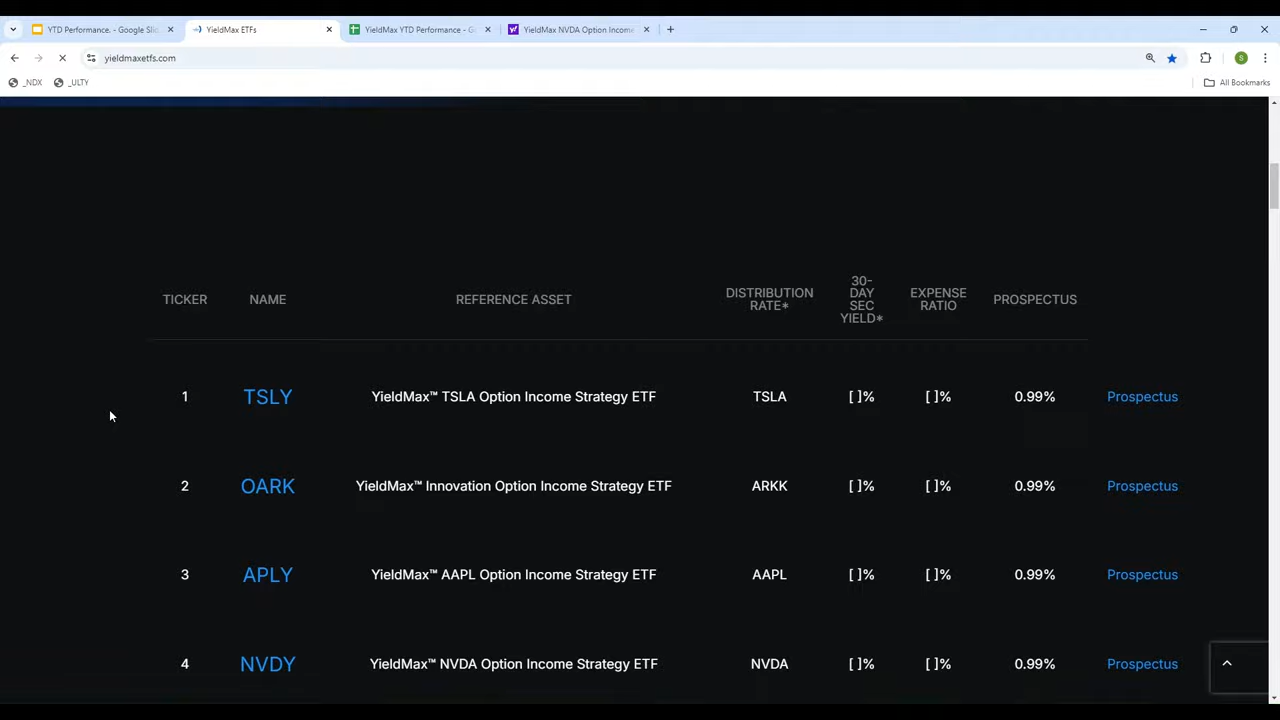 YTD Performance. - Google Slid
YieldMax ETFs
YieldMax YTD Performance - G
YieldMax NVDA Option Income
yieldmaxetfs.com
S
_NDX
_ULTY
All Bookmarks
TICKER NAME REFERENCE ASSET DISTRIBUTION RATE* 30-DAY SEC YIELD* EXPENSE RATIO PROSPECTUS
1 TSLY YieldMax™ TSLA Option Income Strategy ETF TSLA [ ]% [ ]% 0.99% Prospectus
2 OARK YieldMax™ Innovation Option Income Strategy ETF ARKK [ ]% [ ]% 0.99% Prospectus
3 APLY YieldMax™ AAPL Option Income Strategy ETF AAPL [ ]% [ ]% 0.99% Prospectus
4 NVDY YieldMax™ NVDA Option Income Strategy ETF NVDA [ ]% [ ]% 0.99% Prospectus